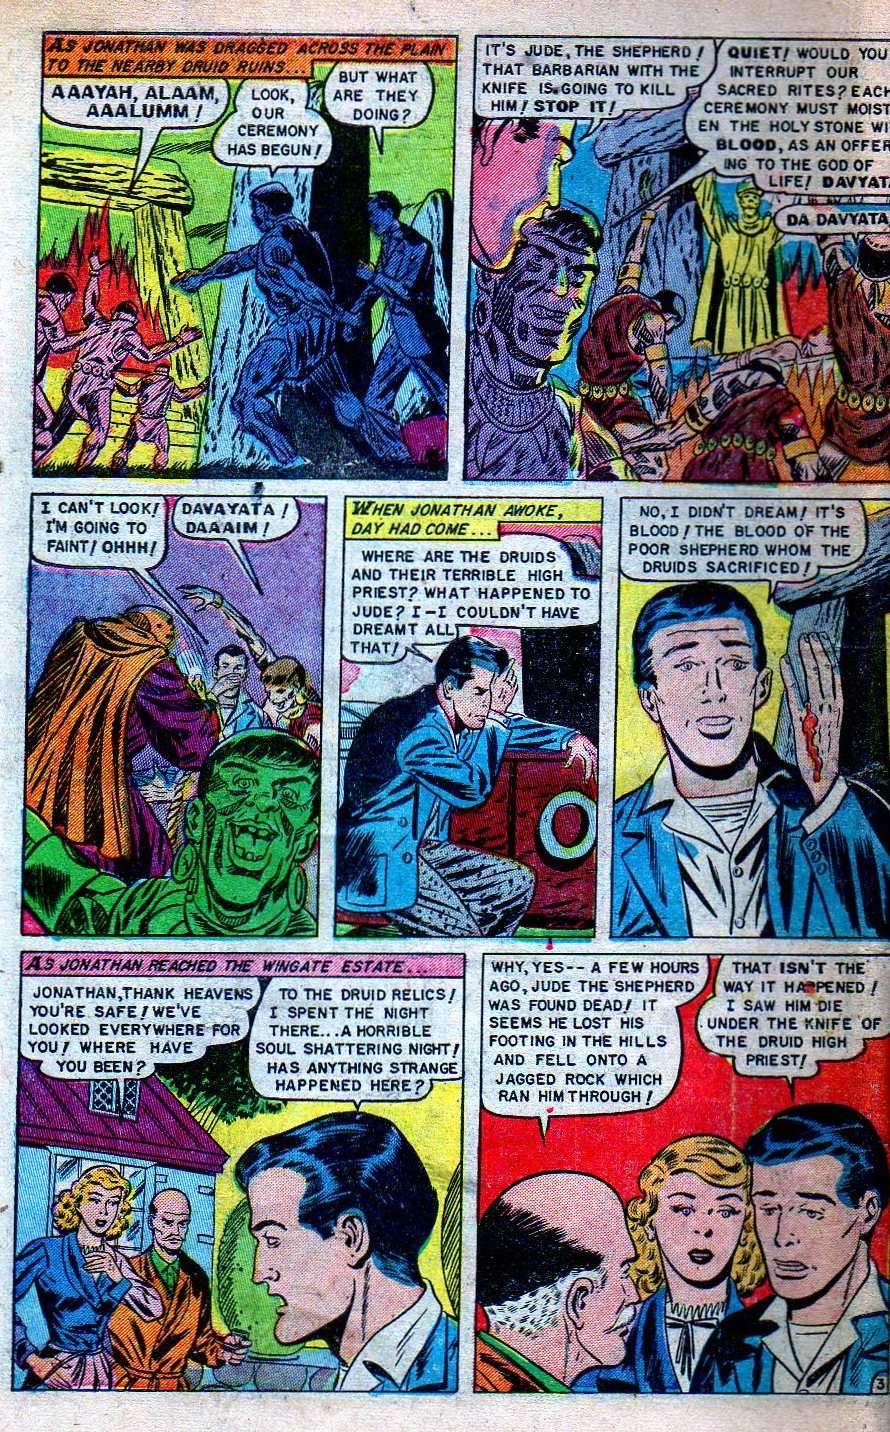 AS JONATHAN WAS DRAGGED ACROSS THE PLAIN
TO THE NEARBY DRUID RUINS...
AAAYAH, ALAAM,
AAALUMM!
LOOK,
OUR
CEREMONY
HAS BEGUN!
BUT WHAT
ARE THEY
DOING?
IT'S JUDE, THE SHEPHERD!
THAT BARBARIAN WITH THE
KNIFE IS GOING TO KILL
HIM! STOP IT!
QUIET! WOULD YOU
INTERRUPT OUR
SACRED RITES? EACH
CEREMONY MUST MOIST-
EN THE HOLY STONE WI
BLOOD, AS AN OFFER
ING TO THE GOD OF
LIFE! DAVYATA
DA DAVYATA
I CAN'T LOOK!
I'M GOING TO
FAINT! OHHH!
DAVAYATA!
DAAAIM!
WHEN JONATHAN AWOKE,
DAY HAD COME...
WHERE ARE THE DRUIDS
AND THEIR TERRIBLE HIGH
PRIEST? WHAT HAPPENED TO
JUDE? I-I COULDN'T HAVE
DREAMT ALL
THAT!
NO, I DIDN'T DREAM! IT'S
BLOOD! THE BLOOD OF THE
POOR SHEPHERD WHOM THE
DRUIDS SACRIFICED!
AS JONATHAN REACHED THE WINGATE ESTATE...
JONATHAN, THANK HEAVENS
YOU'RE SAFE! WE'VE
LOOKED EVERYWHERE FOR
YOU! WHERE HAVE
YOU BEEN?
TO THE DRUID RELICS!
I SPENT THE NIGHT
THERE...A HORRIBLE
SOUL SHATTERING NIGHT!
HAS ANYTHING STRANGE
HAPPENED HERE?
WHY, YES-- A FEW HOURS
AGO, JUDE THE SHEPHERD
WAS FOUND DEAD! IT
SEEMS HE LOST HIS
FOOTING IN THE HILLS
AND FELL ONTO A
JAGGED ROCK WHICH
RAN HIM THROUGH!
THAT ISN'T THE
WAY IT HAPPENED!
I SAW HIM DIE
UNDER THE KNIFE OF
THE DRUID HIGH
PRIEST!
3